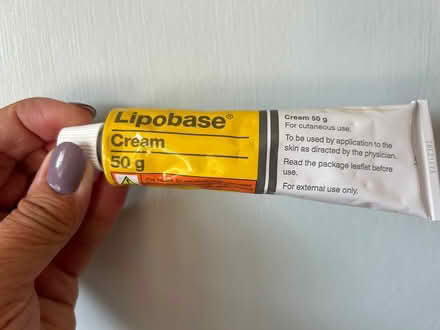 Lipobase®
Cream
50 g
Cream 50 g
For cutaneous use.
To be used by application to the
skin as directed by the physician.
Read the package leaflet before
use.
For external use only.